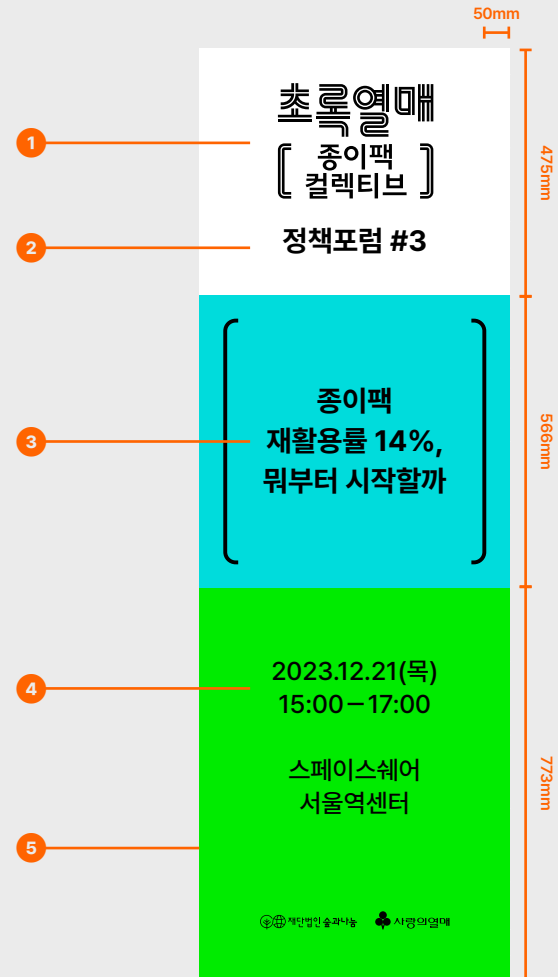 50mm
초록열매
종이팩
컬렉티브
1
475mm
2
정책포럼 #3
종이팩
3
재활용률 14%,
566mm
뭐부터 시작할까
4
2023.12.21(목)
15:00–17:00
스페이스쉐어
773mm
서울역센터
5
재단법인 숲과나눔
사랑의열매